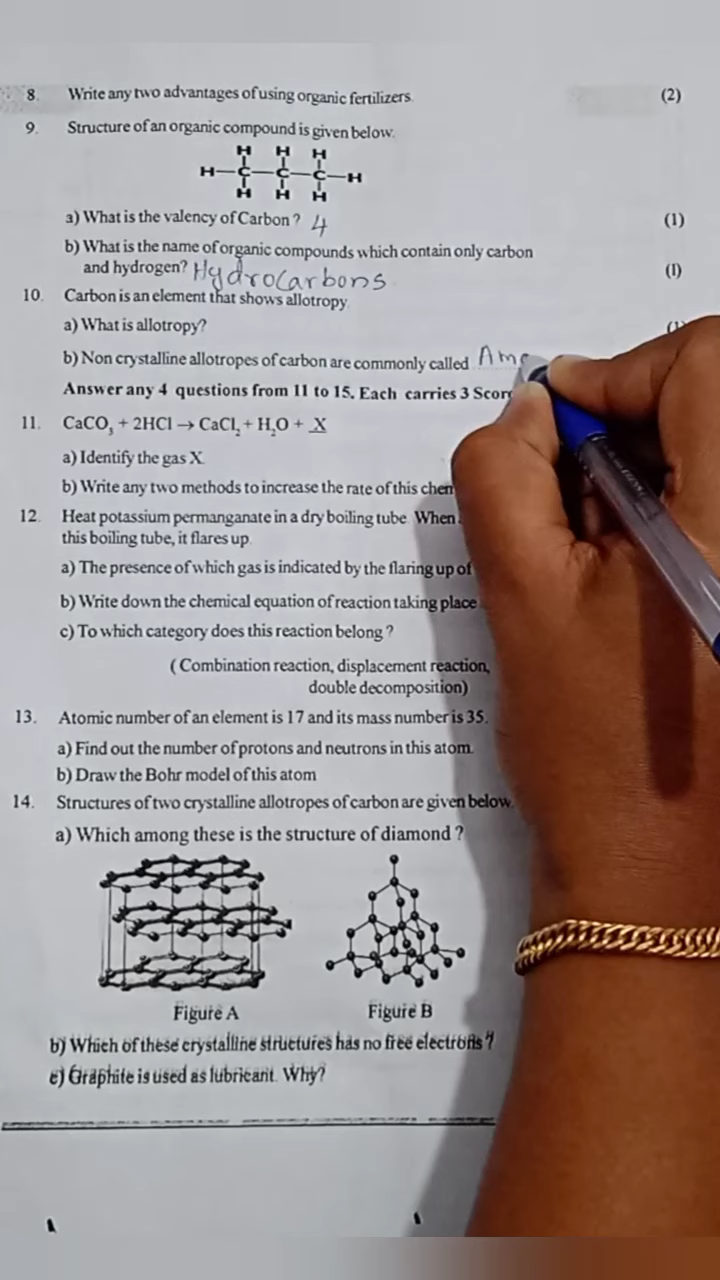 8. Write any two advantages of using organic fertilizers. (2)
9. Structure of an organic compound is given below.
H H H
H—C—C—C—H
H H H
a) What is the valency of Carbon? 4 (1)
b) What is the name of organic compounds which contain only carbon
and hydrogen? Hydrocarbons (1)
10. Carbon is an element that shows allotropy.
a) What is allotropy? (1)
b) Non crystalline allotropes of carbon are commonly called Amo
Answer any 4 questions from 11 to 15. Each carries 3 Scor
11. CaCO₃ + 2HCl → CaCl₂ + H₂O + X
a) Identify the gas X.
b) Write any two methods to increase the rate of this chem
12. Heat potassium permanganate in a dry boiling tube. When
this boiling tube, it flares up.
a) The presence of which gas is indicated by the flaring up of
b) Write down the chemical equation of reaction taking place
c) To which category does this reaction belong?
(Combination reaction, displacement reaction,
double decomposition)
13. Atomic number of an element is 17 and its mass number is 35.
a) Find out the number of protons and neutrons in this atom.
b) Draw the Bohr model of this atom
14. Structures of two crystalline allotropes of carbon are given below.
a) Which among these is the structure of diamond?
Figure A Figure B
b) Which of these crystalline structures has no free electrons?
c) Graphite is used as lubricant. Why?